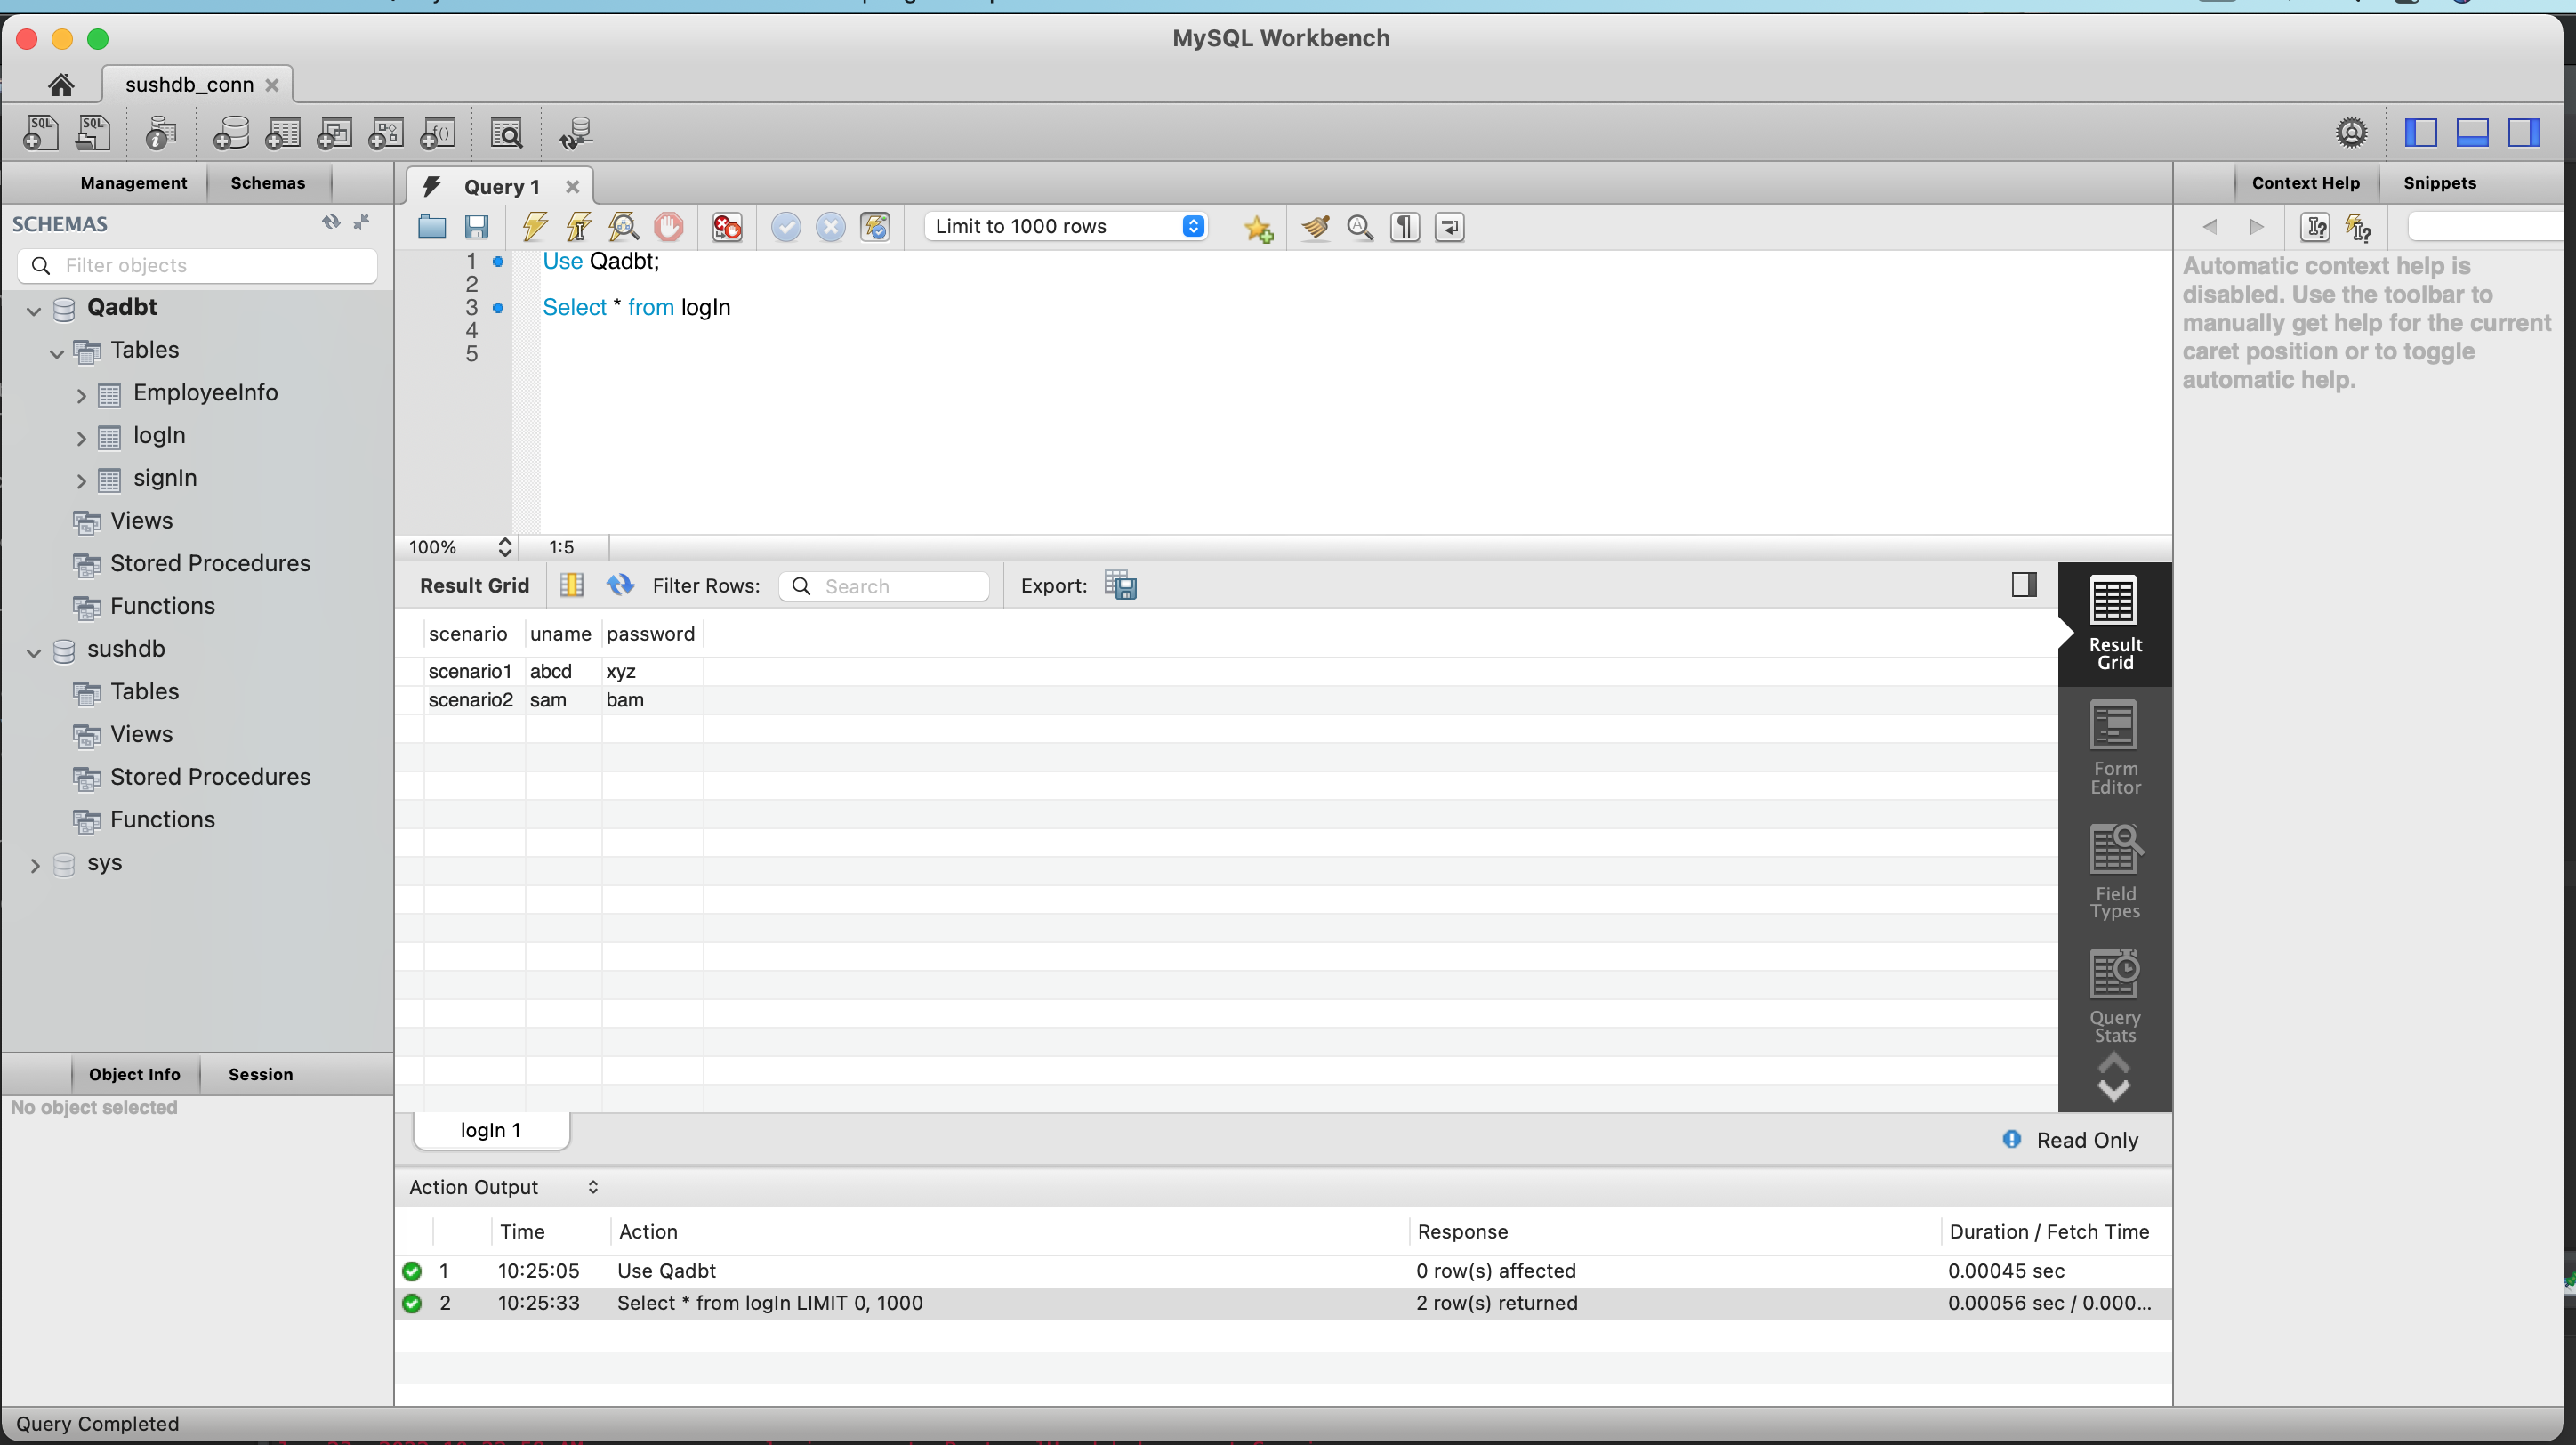 MySQL Workbench
sushdb_conn
Management Schemas
SCHEMAS
Filter objects
Qadbt
Tables
EmployeeInfo
logIn
signIn
Views
Stored Procedures
Functions
sushdb
Tables
Views
Stored Procedures
Functions
sys
Object Info Session
No object selected
Query 1
Limit to 1000 rows
1 Use Qadbt;
2
3 Select * from logIn
4
5
100% 1:5
Result Grid Filter Rows: Search Export:
scenario uname password
scenario1 abcd xyz
scenario2 sam bam
Result
Grid
Form
Editor
Field
Types
Query
Stats
logIn 1
Read Only
Action Output
Time Action Response Duration / Fetch Time
1 10:25:05 Use Qadbt 0 row(s) affected 0.00045 sec
2 10:25:33 Select * from logIn LIMIT 0, 1000 2 row(s) returned 0.00056 sec / 0.000...
Context Help Snippets
Automatic context help is
disabled. Use the toolbar to
manually get help for the current
caret position or to toggle
automatic help.
Query Completed